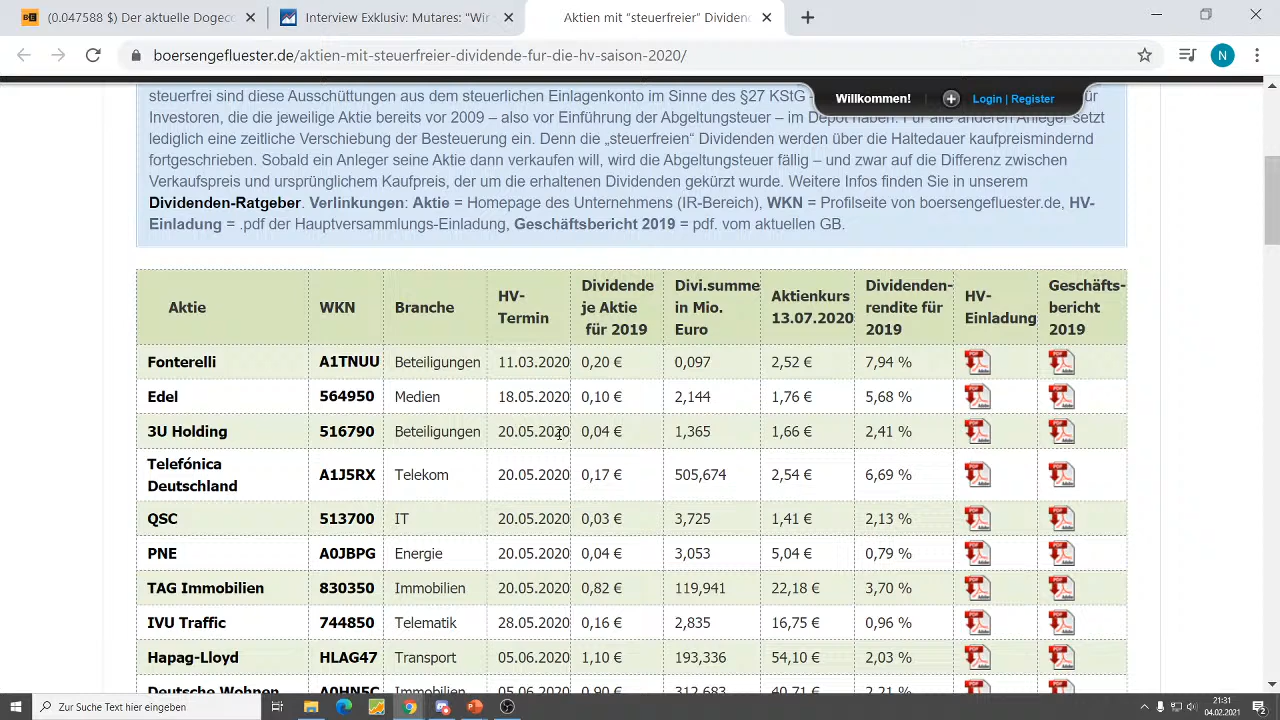 (0.047588 $) Der aktuelle Dogec
Interview Exklusiv: Mutares: Wir
Aktien mit "steuerfreier" Dividen
boersengefluester.de/aktien-mit-steuerfreier-dividende-fur-die-hv-saison-2020/
Willkommen! Login | Register
steuerfrei sind diese Ausschüttungen aus dem steuerlichen Einlagenkonto im Sinne des §27 KStG – für
Investoren, die die jeweilige Aktie bereits vor 2009 – also vor Einführung der Abgeltungsteuer – im Depot haben. Für alle anderen Anleger setzt
lediglich eine zeitliche Verschiebung der Besteuerung ein. Denn die „steuerfreien“ Dividenden werden über die Haltedauer kaufpreismindernd
fortgeschrieben. Sobald ein Anleger seine Aktie dann verkaufen will, wird die Abgeltungsteuer fällig – und zwar auf die Differenz zwischen
Verkaufspreis und ursprünglichem Kaufpreis, der um die erhaltenen Dividenden gekürzt wurde. Weitere Infos finden Sie in unserem
Dividenden-Ratgeber. Verlinkungen: Aktie = Homepage des Unternehmens (IR-Bereich), WKN = Profilseite von boersengefluester.de, HV-
Einladung = .pdf der Hauptversammlungs-Einladung, Geschäftsbericht 2019 = pdf. vom aktuellen GB.
Aktie WKN Branche HV-Termin Dividende je Aktie für 2019 Divi.summe in Mio. Euro Aktienkurs 13.07.2020 Dividenden-rendite für 2019 HV-Einladung Geschäfts-bericht 2019
Fonterelli A1TNUU Beteiligungen 11.03.2020 0,20 € 0,097 2,52 € 7,94 %
Edel 564950 Medien 18.05.2020 0,10 € 2,144 1,76 € 5,68 %
3U Holding 516790 Beteiligungen 20.05.2020 0,04 € 1,365 1,66 € 2,41 %
Telefónica Deutschland A1J5RX Telekom 20.05.2020 0,17 € 505,674 2,54 € 6,69 %
QSC 513700 IT 20.05.2020 0,03 € 3,725 1,41 € 2,13 %
PNE A0JBPG Energie 20.05.2020 0,04 € 3,053 5,04 € 0,79 %
TAG Immobilien 830350 Immobilien 20.05.2020 0,82 € 119,941 22,18 € 3,70 %
IVU Traffic 744850 Telematik 28.05.2020 0,16 € 2,835 16,75 € 0,96 %
Hapag-Lloyd HLAG47 Transport 05.06.2020 1,10 € 193,336 54,10 € 2,03 %
Deutsche Wohnen Immobilien
Zur Suche Text hier eingeben
21:31
04.02.2021